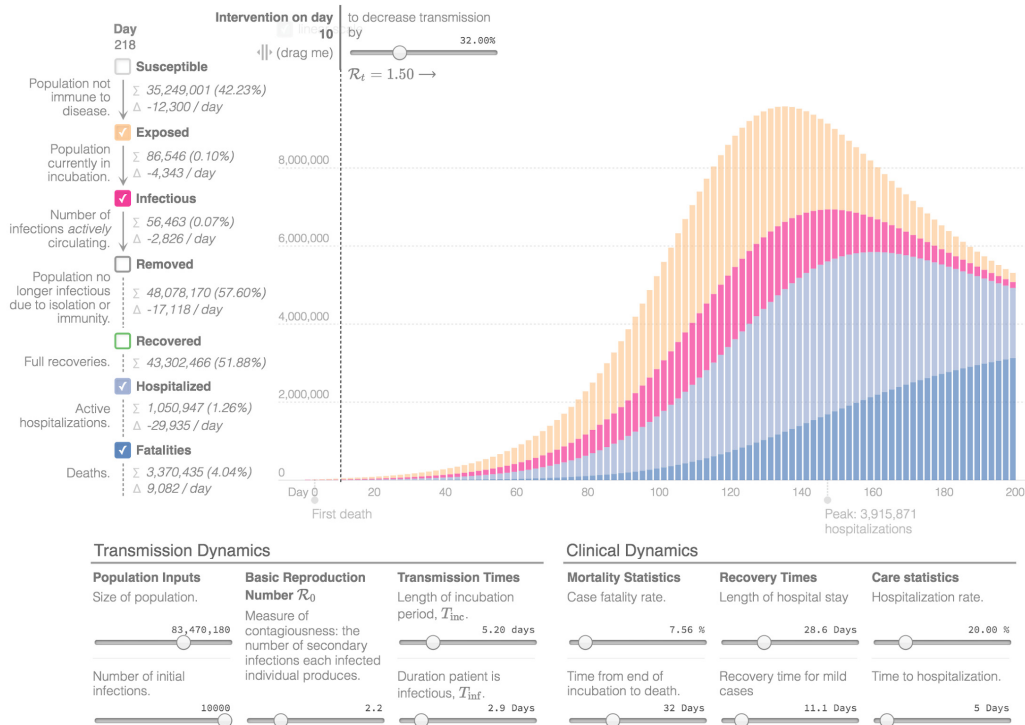 Intervention on day
10
(drag me)
to decrease transmission
by
32.00%
ℛt = 1.50 ⟶
Day
218
Susceptible
Population not
immune to
disease.
Σ 35,249,001 (42.23%)
Δ -12,300 / day
Exposed
Population
currently in
incubation.
Σ 86,546 (0.10%)
Δ -4,343 / day
Infectious
Number of
infections actively
circulating.
Σ 56,463 (0.07%)
Δ -2,826 / day
Removed
Population no
longer infectious
due to isolation or
immunity.
Σ 48,078,170 (57.60%)
Δ -17,118 / day
Recovered
Full recoveries.
Σ 43,302,466 (51.88%)
Hospitalized
Active
hospitalizations.
Σ 1,050,947 (1.26%)
Δ -29,935 / day
Fatalities
Deaths.
Σ 3,370,435 (4.04%)
Δ 9,082 / day
8,000,000
6,000,000
4,000,000
2,000,000
0
Day 0 20 40 60 80 100 120 140 160 180 200
First death
Peak: 3,915,871
hospitalizations
Transmission Dynamics
Population Inputs
Size of population.
83,470,180
Number of initial
infections.
10000
Basic Reproduction
Number ℛ0
Measure of
contagiousness: the
number of secondary
infections each infected
individual produces.
2.2
Transmission Times
Length of incubation
period, Tinc.
5.20 Days
Duration patient is
infectious, Tinf.
2.9 Days
Clinical Dynamics
Mortality Statistics
Case fatality rate.
7.56 %
Time from end of
incubation to death.
32 Days
Recovery Times
Length of hospital stay
28.6 Days
Recovery time for mild
cases
11.1 Days
Care statistics
Hospitalization rate.
20.00 %
Time to hospitalization.
5 Days